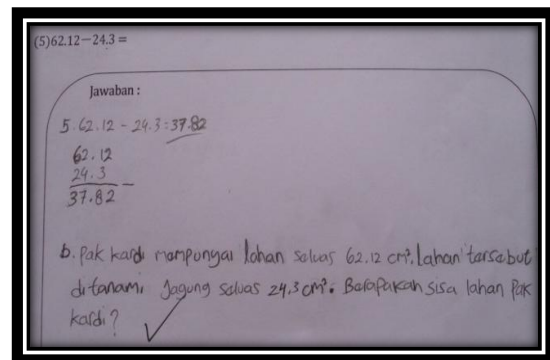 (5)62.12−24.3 =
Jawaban :
5. 62.12 - 24.3 = 37.82
62.12
24.3 -
37.82
b. Pak kardi mempunyai lahan seluas 62.12 cm². Lahan tersebut
ditanami Jagung seluas 24,3 cm². Berapakah sisa lahan Pak
kardi?